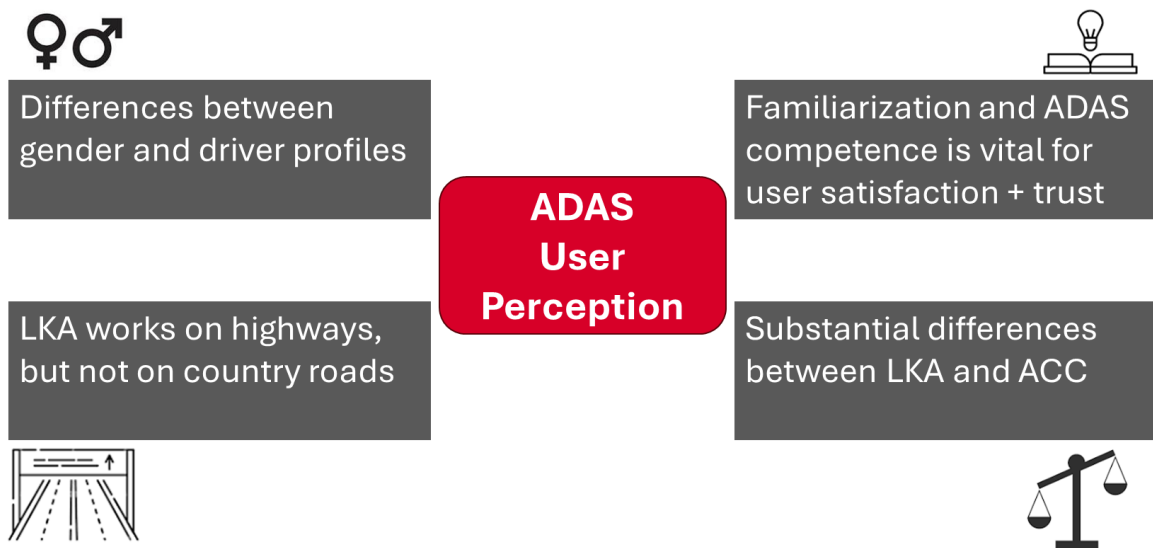 Differences between
gender and driver profiles
Familiarization and ADAS
competence is vital for
user satisfaction + trust
ADAS
User
Perception
LKA works on highways,
but not on country roads
Substantial differences
between LKA and ACC